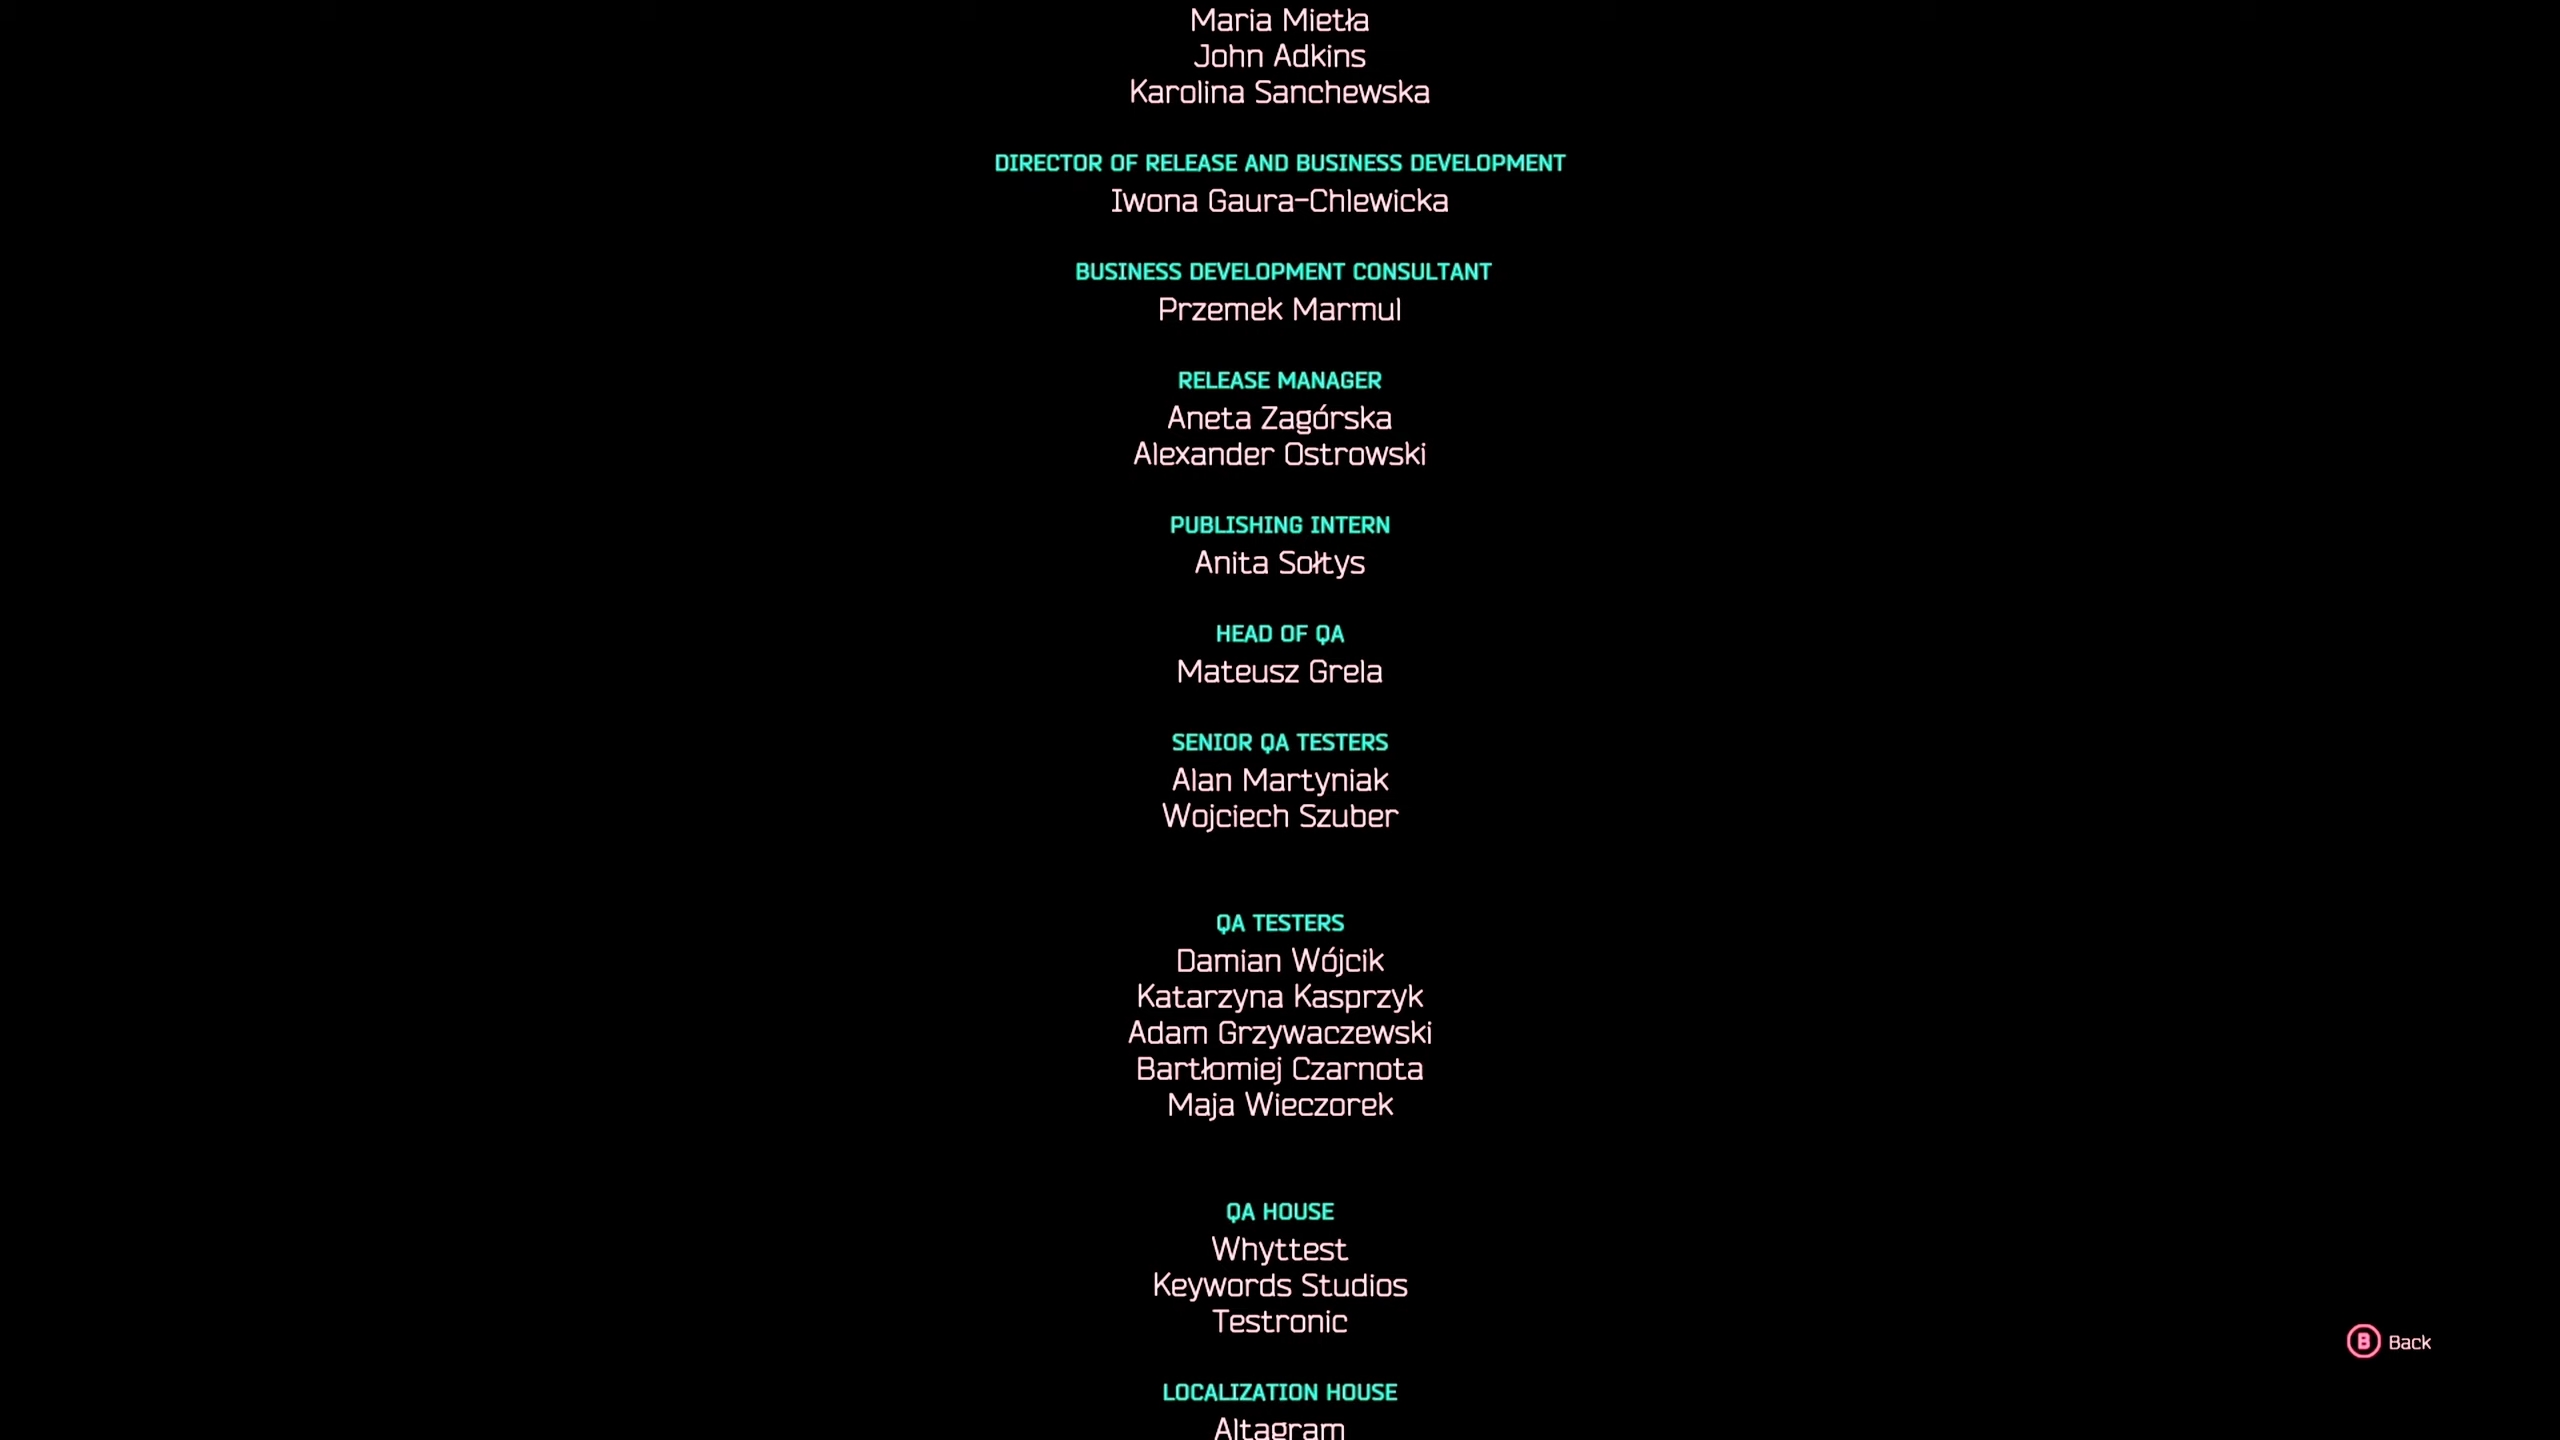 Maria Mietła
John Adkins
Karolina Sanchewska
DIRECTOR OF RELEASE AND BUSINESS DEVELOPMENT
Iwona Gaura-Chlewicka
BUSINESS DEVELOPMENT CONSULTANT
Przemek Marmul
RELEASE MANAGER
Aneta Zagórska
Alexander Ostrowski
PUBLISHING INTERN
Anita Sołtys
HEAD OF QA
Mateusz Grela
SENIOR QA TESTERS
Alan Martyniak
Wojciech Szuber
QA TESTERS
Damian Wójcik
Katarzyna Kasprzyk
Adam Grzywaczewski
Bartłomiej Czarnota
Maja Wieczorek
QA HOUSE
Whyttest
Keywords Studios
Testronic
B Back
LOCALIZATION HOUSE
Altagram